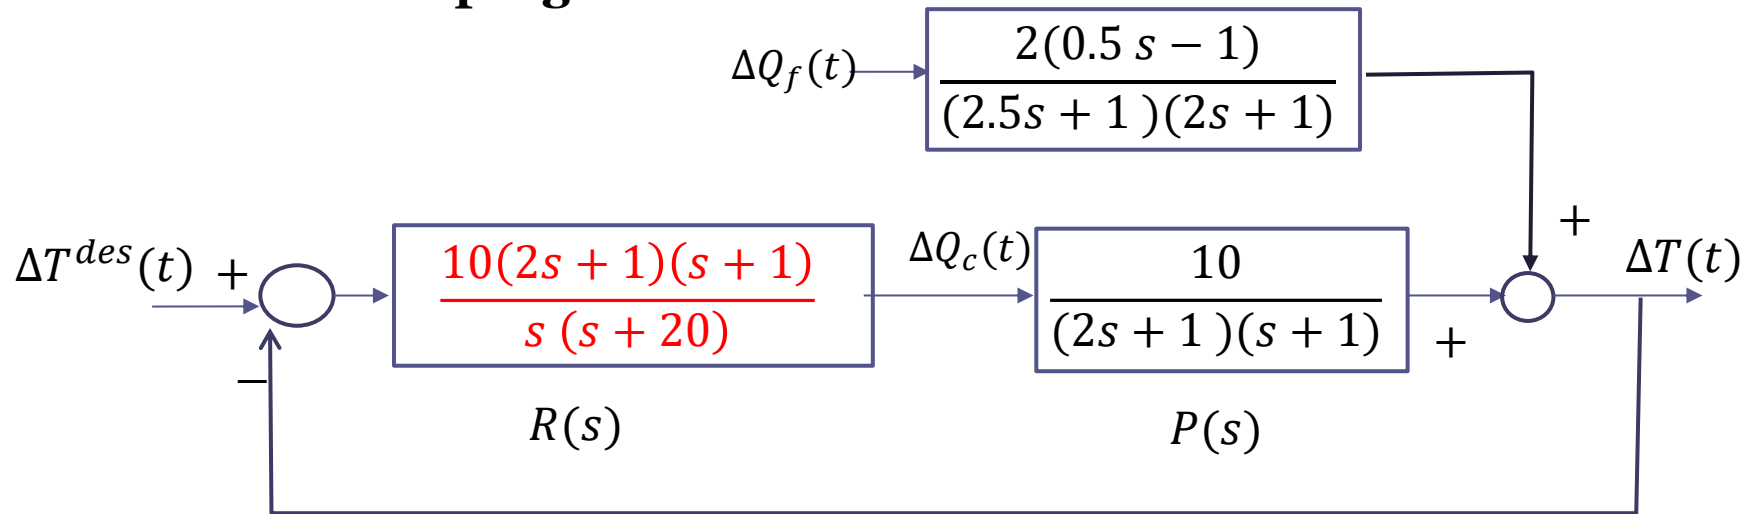 2(0.5 s − 1)
ΔQ_f(t)
(2.5s + 1 )(2s + 1)
+
ΔT^{des}(t) +
10(2s + 1)(s + 1)
s (s + 20)
ΔQ_c(t)
10
(2s + 1 )(s + 1)
+
ΔT(t)
−
R(s)
P(s)